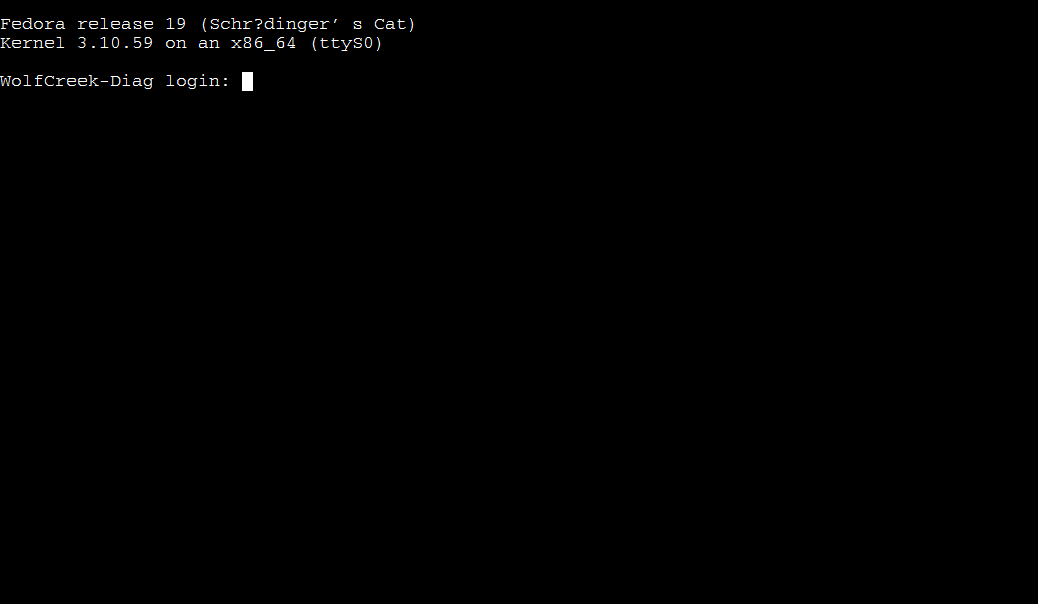 Fedora release 19 (Schr?dinger’ s Cat)
Kernel 3.10.59 on an x86_64 (ttyS0)
WolfCreek-Diag login: